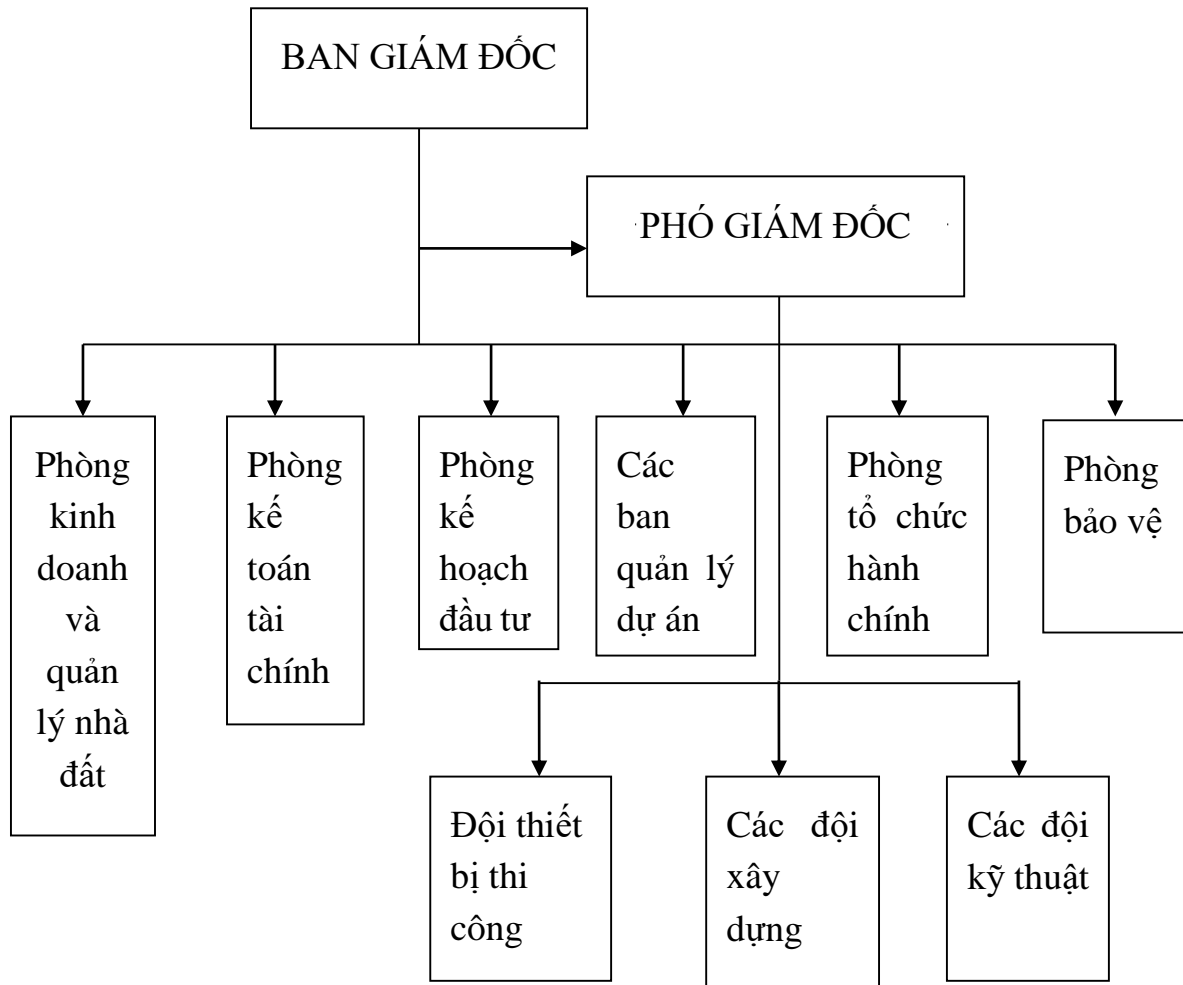 BAN GIÁM ĐỐC
PHÓ GIÁM ĐỐC
Phòng
kinh
doanh
và
quản
lý nhà
đất
Phòng
kế
toán
tài
chính
Phòng
kế
hoạch
đầu tư
Các
ban
quản lý
dự án
Phòng
tổ chức
hành
chính
Phòng
bảo vệ
Đội thiết
bị thi
công
Các đội
xây
dựng
Các đội
kỹ thuật